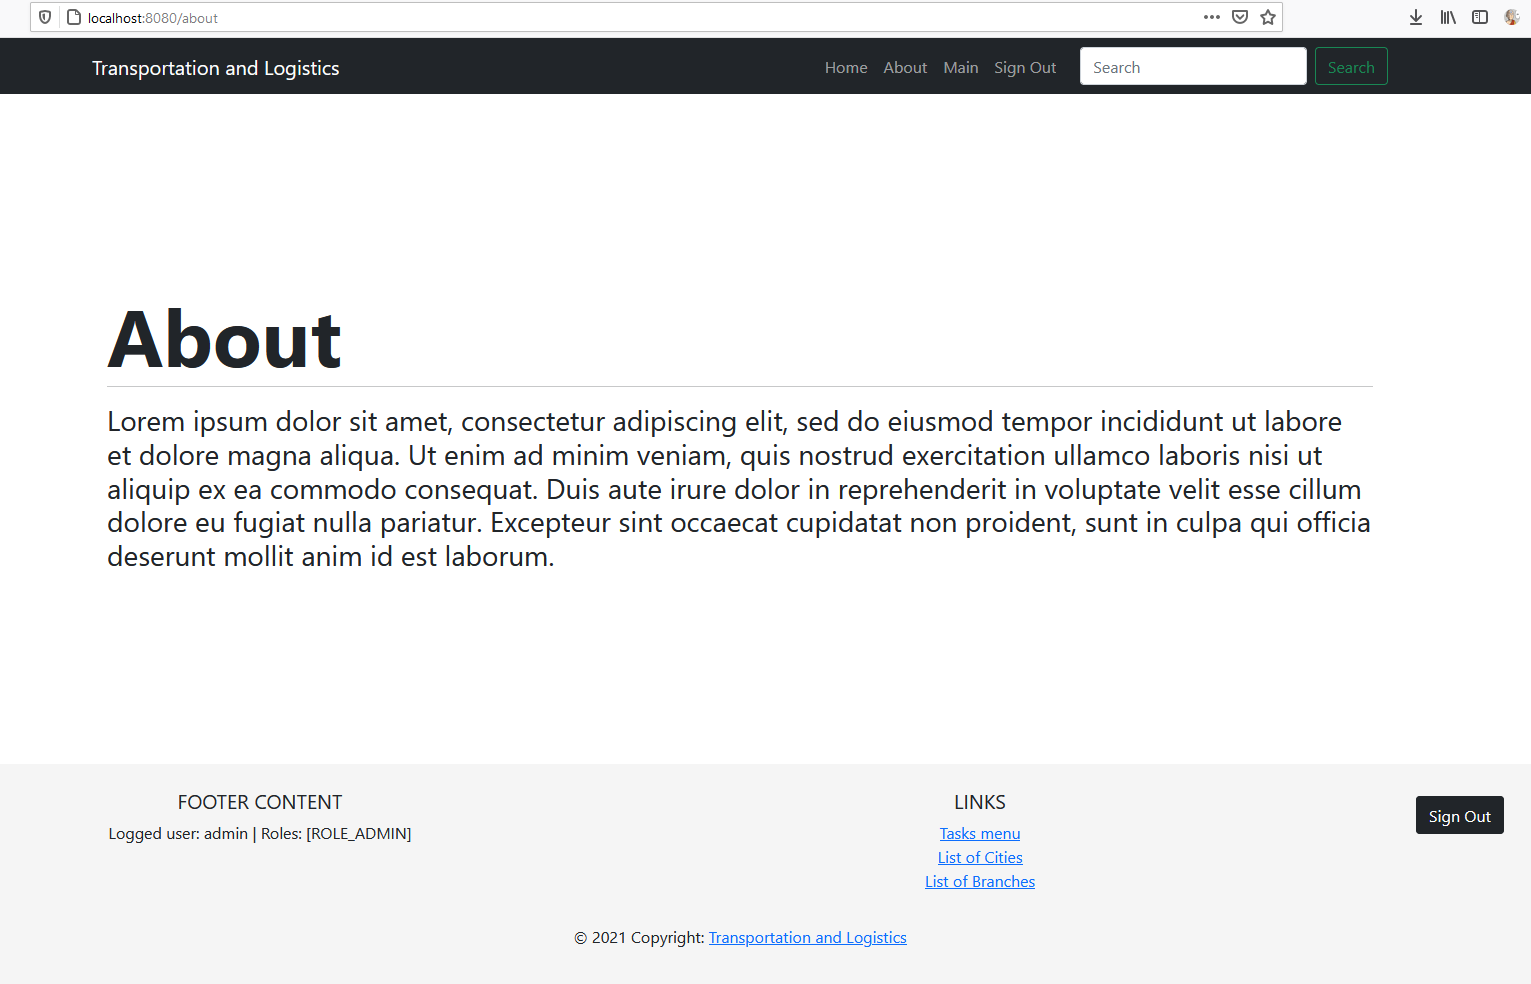 localhost:8080/about
Transportation and Logistics
Home About Main Sign Out Search Search
About
Lorem ipsum dolor sit amet, consectetur adipiscing elit, sed do eiusmod tempor incididunt ut labore
et dolore magna aliqua. Ut enim ad minim veniam, quis nostrud exercitation ullamco laboris nisi ut
aliquip ex ea commodo consequat. Duis aute irure dolor in reprehenderit in voluptate velit esse cillum
dolore eu fugiat nulla pariatur. Excepteur sint occaecat cupidatat non proident, sunt in culpa qui officia
deserunt mollit anim id est laborum.
FOOTER CONTENT
Logged user: admin | Roles: [ROLE_ADMIN]
LINKS
Tasks menu
List of Cities
List of Branches
Sign Out
© 2021 Copyright: Transportation and Logistics